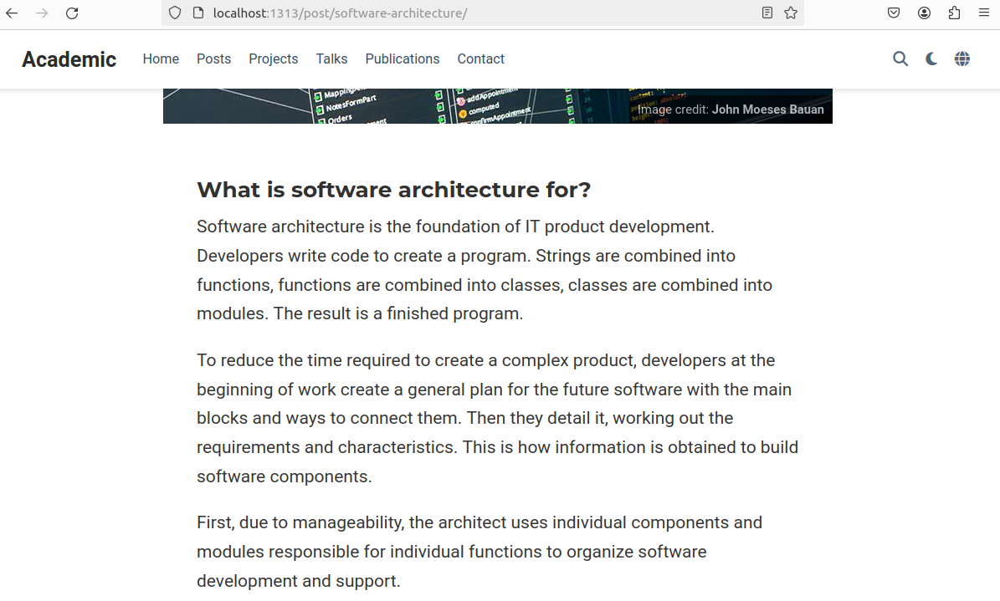 localhost:1313/post/software-architecture/
Academic Home Posts Projects Talks Publications Contact
NotesFormPart
Orders
addAppointment
computed
Image credit: John Moeses Bauan
What is software architecture for?
Software architecture is the foundation of IT product development.
Developers write code to create a program. Strings are combined into
functions, functions are combined into classes, classes are combined into
modules. The result is a finished program.
To reduce the time required to create a complex product, developers at the
beginning of work create a general plan for the future software with the main
blocks and ways to connect them. Then they detail it, working out the
requirements and characteristics. This is how information is obtained to build
software components.
First, due to manageability, the architect uses individual components and
modules responsible for individual functions to organize software
development and support.